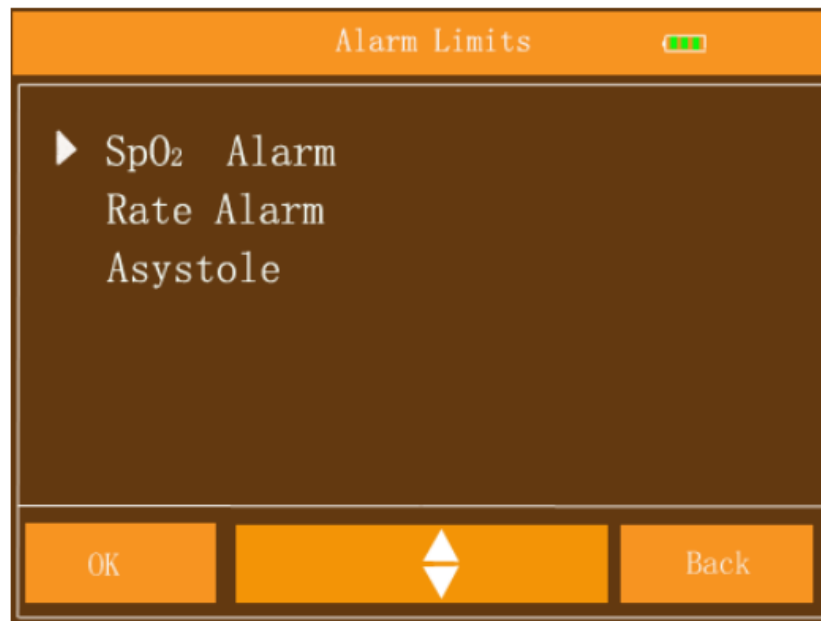 Alarm Limits
SpO₂ Alarm
Rate Alarm
Asystole
OK
Back